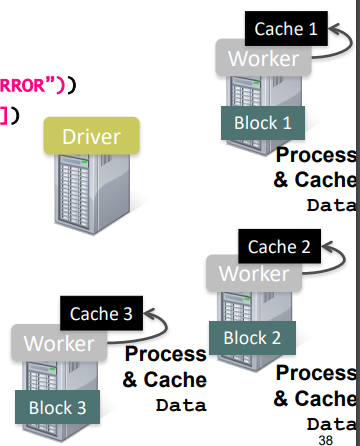 RROR"))
])
Driver
Cache 1
Worker
Block 1
Process
& Cache
Data
Cache 2
Worker
Block 2
Process
& Cache
Data
Cache 3
Worker
Block 3
Process
& Cache
Data
38